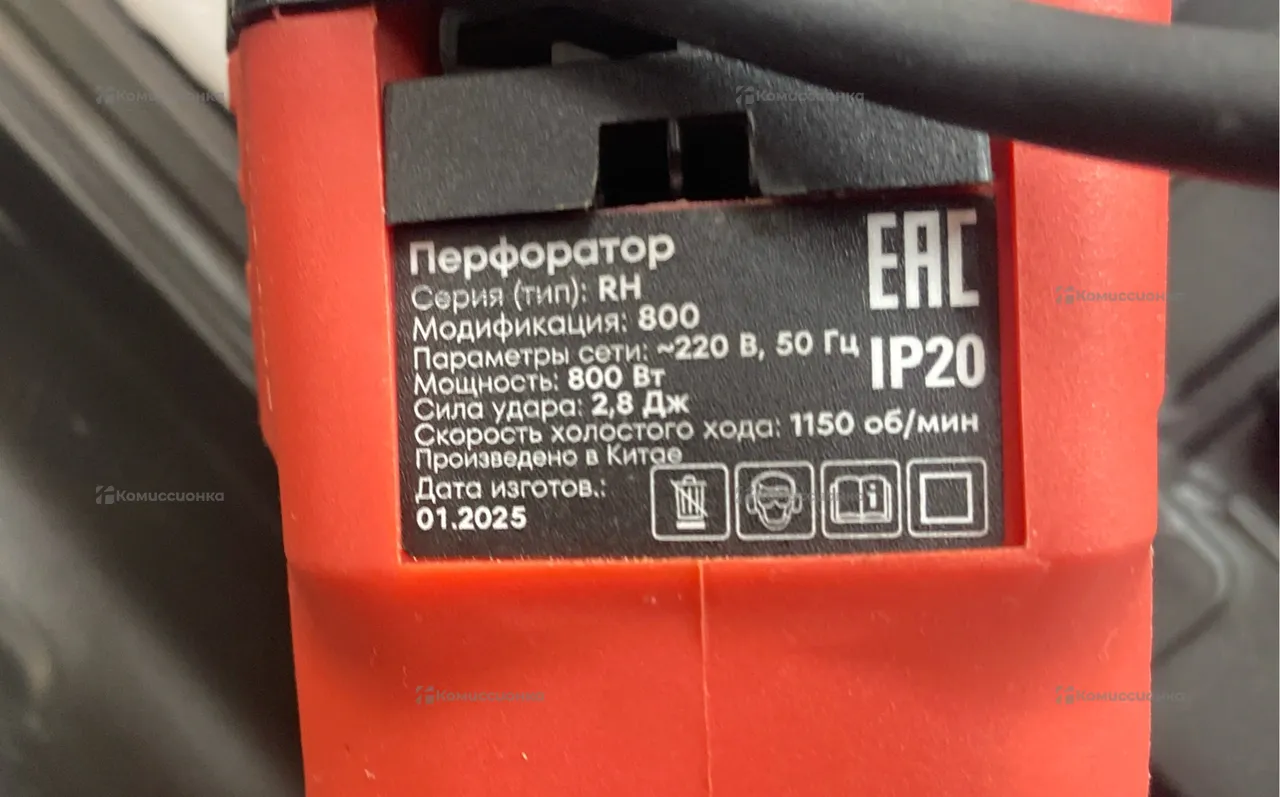 Комиссионка
Комиссионка
Перфоратор
EAC
Серия (тип): RH
Модификация: 800
Параметры сети: ~220 В, 50 Гц
IP20
Мощность: 800 Вт
Сила удара: 2,8 Дж
Скорость холостого хода: 1150 об/мин
Произведено в Китае
Дата изготов.:
01.2025
i
Комиссионка
Комиссионка
Комиссионка
Комиссионка